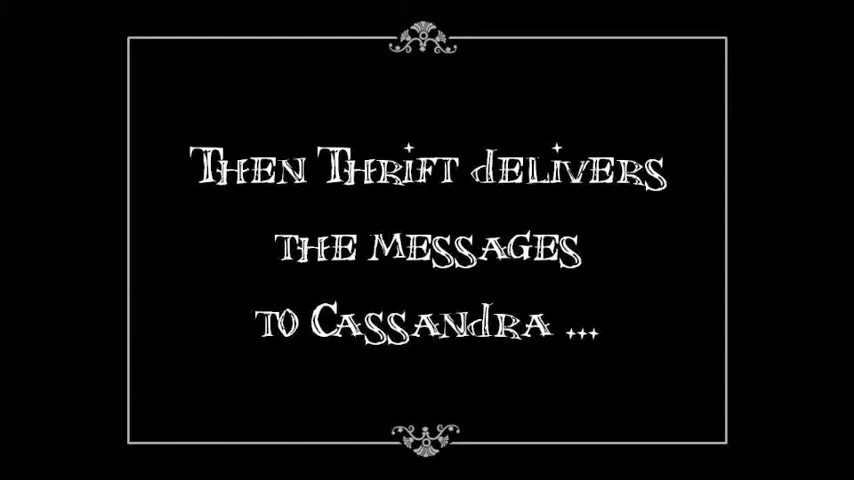 Then Thrift delivers
the messages
to Cassandra ...